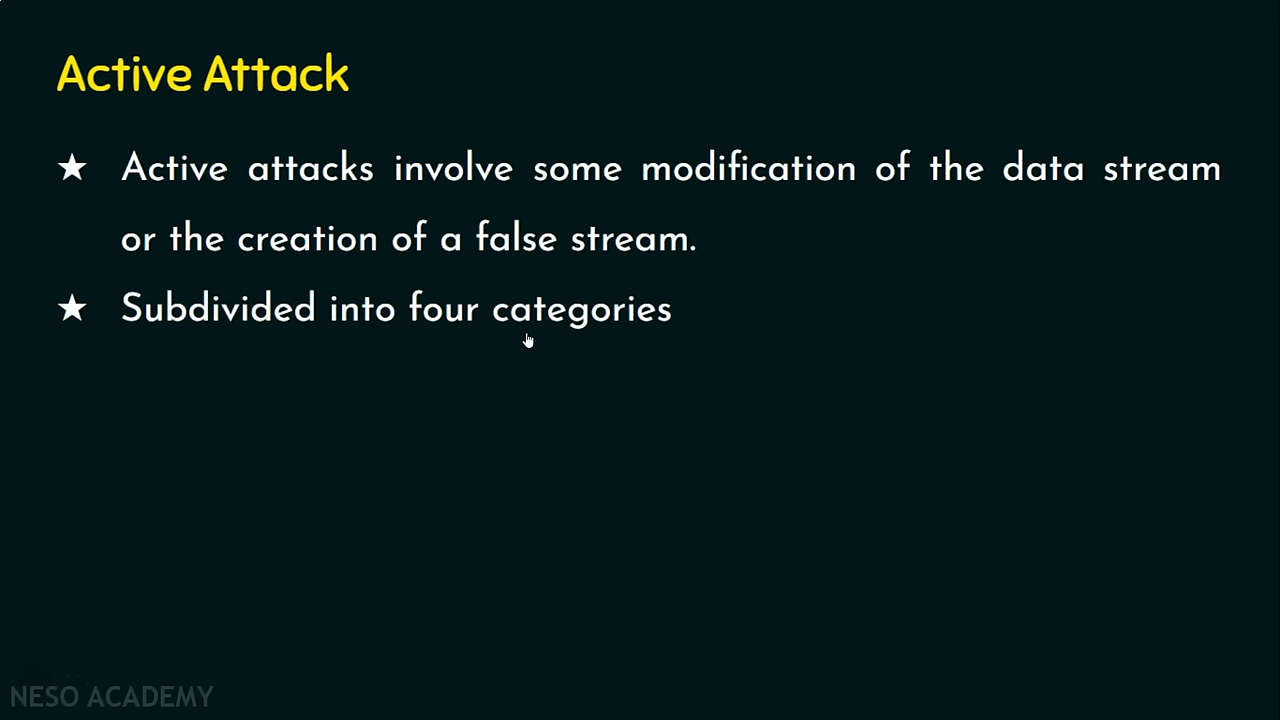 Active Attack
★ Active attacks involve some modification of the data stream
or the creation of a false stream.
★ Subdivided into four categories
NESO ACADEMY